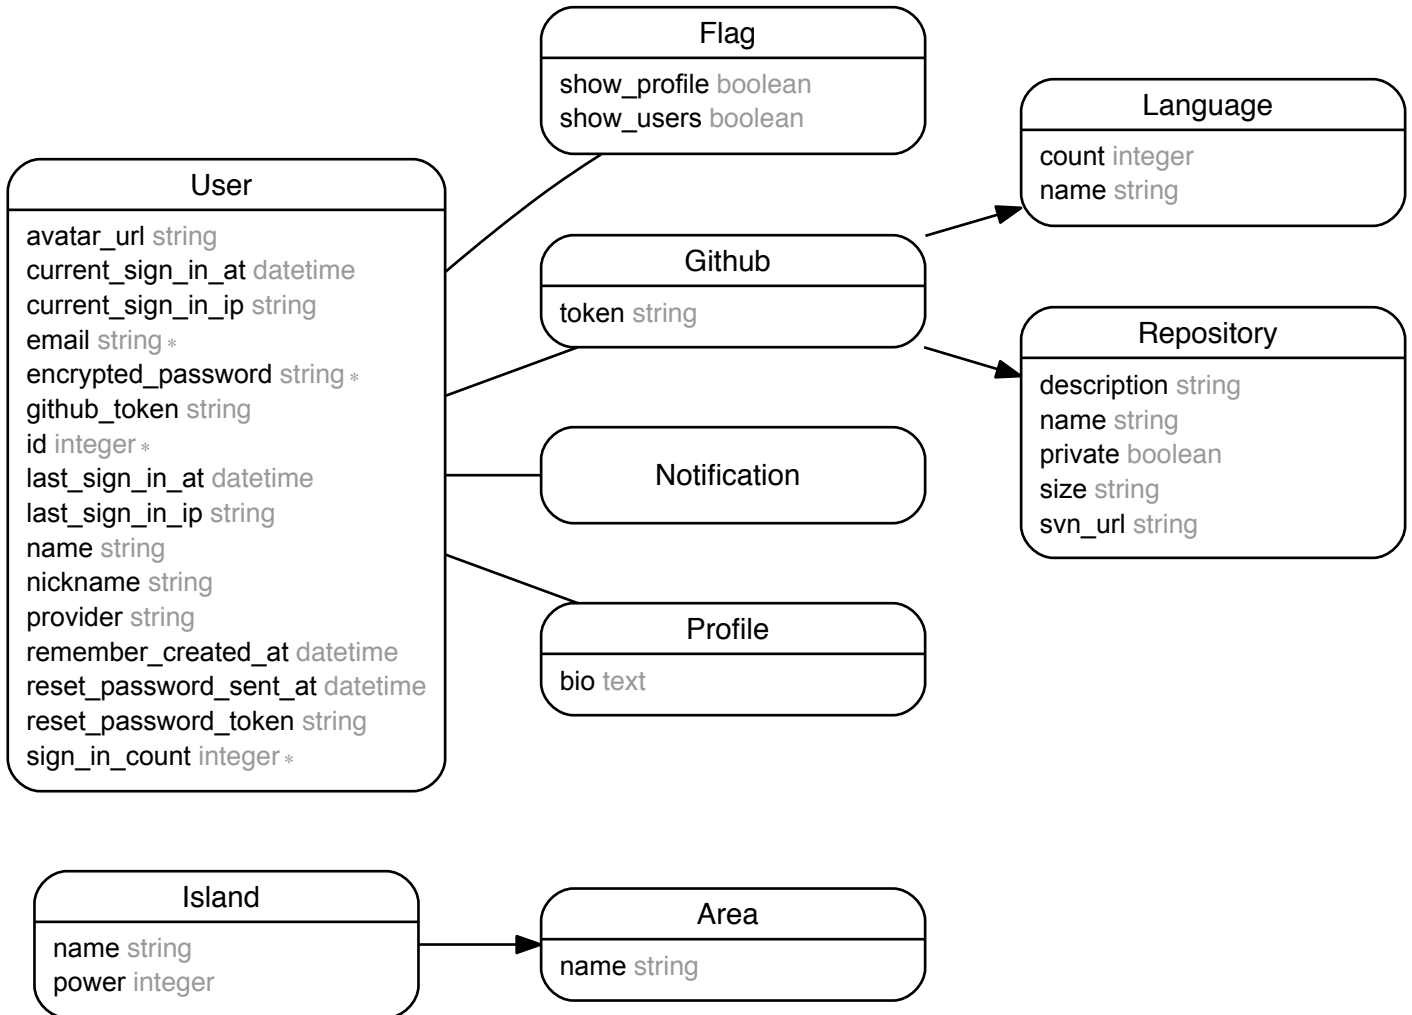 User
avatar_url string
current_sign_in_at datetime
current_sign_in_ip string
email string *
encrypted_password string *
github_token string
id integer *
last_sign_in_at datetime
last_sign_in_ip string
name string
nickname string
provider string
remember_created_at datetime
reset_password_sent_at datetime
reset_password_token string
sign_in_count integer *
Flag
show_profile boolean
show_users boolean
Github
token string
Notification
Profile
bio text
Language
count integer
name string
Repository
description string
name string
private boolean
size string
svn_url string
Island
name string
power integer
Area
name string